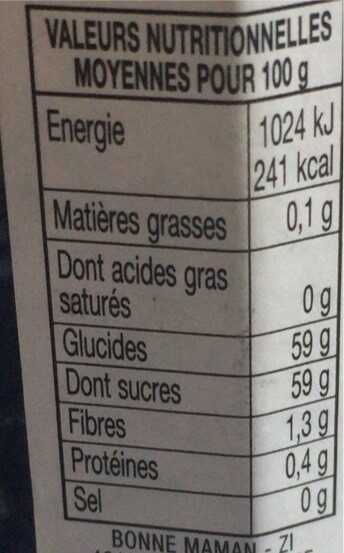 VALEURS NUTRITIONNELLES
MOYENNES POUR 100 g
Energie 1024 kJ
241 kcal
Matières grasses 0,1 g
Dont acides gras
saturés 0 g
Glucides 59 g
Dont sucres 59 g
Fibres 1,3 g
Protéines 0,4 g
Sel 0 g
BONNE MAMAN - ZI